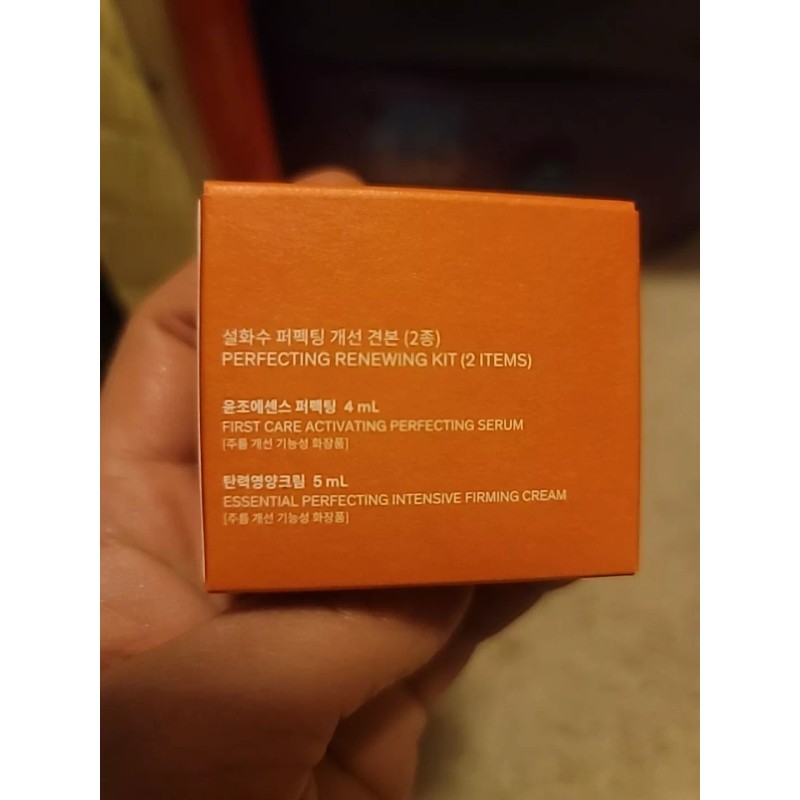 설화수 퍼펙팅 개선 견본 (2종)
PERFECTING RENEWING KIT (2 ITEMS)
윤조에센스 퍼펙팅 4 mL
FIRST CARE ACTIVATING PERFECTING SERUM
[주름 개선 기능성 화장품]
탄력영양크림 5 mL
ESSENTIAL PERFECTING INTENSIVE FIRMING CREAM
[주름 개선 기능성 화장품]